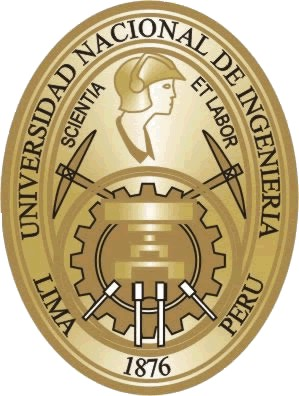 UNIVERSIDAD NACIONAL DE INGENIERIA
SCIENTIA
ET LABOR
LIMA
1876
PERU